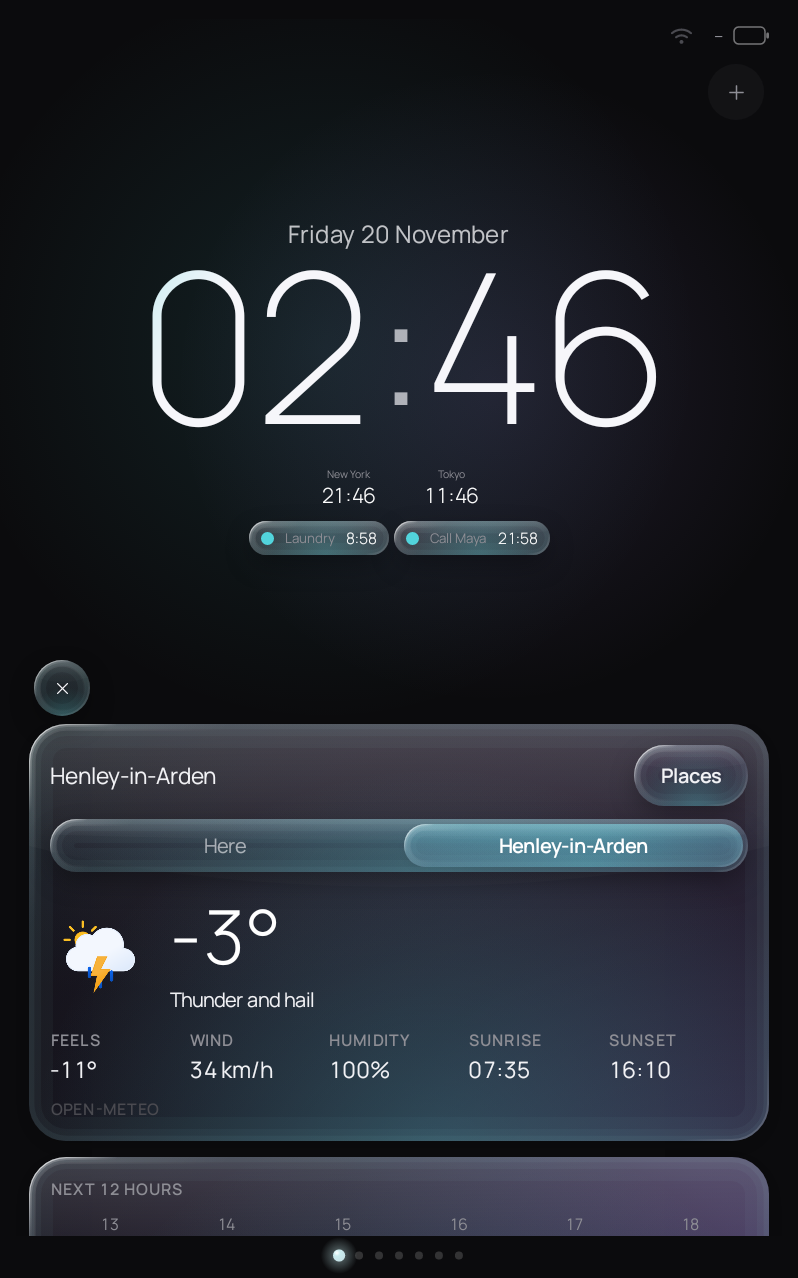 Friday 20 November
02:46
New York Tokyo
21:46 11:46
Laundry 8:58 Call Maya 21:58
Henley-in-Arden Places
Here Henley-in-Arden
-3°
Thunder and hail
FEELS WIND HUMIDITY SUNRISE SUNSET
-11° 34 km/h 100% 07:35 16:10
OPEN-METEO
NEXT 12 HOURS
13 14 15 16 17 18